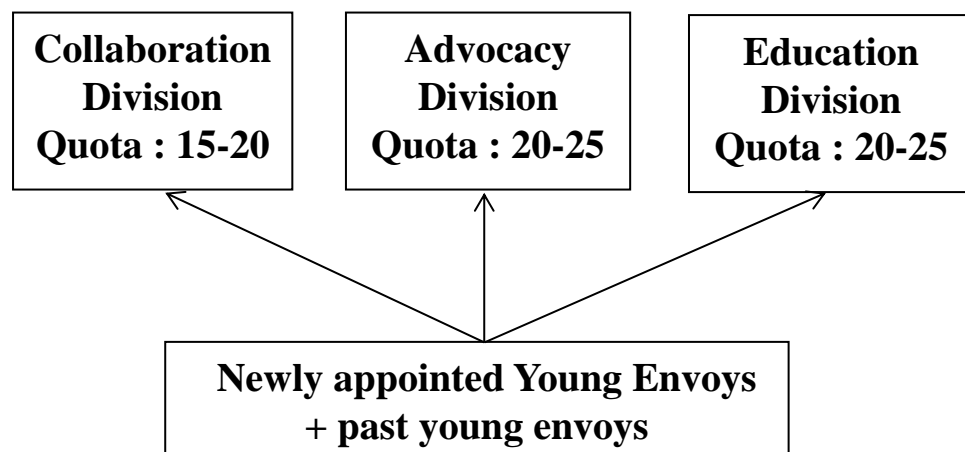 Collaboration
Division
Quota : 15-20
Advocacy
Division
Quota : 20-25
Education
Division
Quota : 20-25
Newly appointed Young Envoys
+ past young envoys